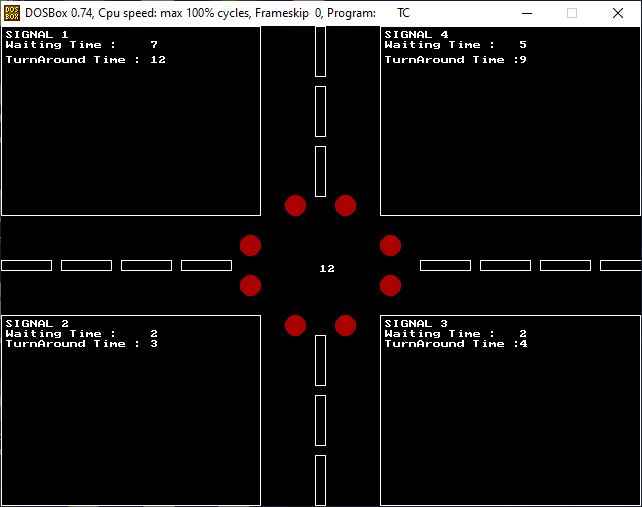 DOSBox 0.74, Cpu speed: max 100% cycles, Frameskip 0, Program: TC
SIGNAL 1
Waiting Time : 7
TurnAround Time : 12
SIGNAL 4
Waiting Time : 5
TurnAround Time :9
12
SIGNAL 2
Waiting Time : 2
TurnAround Time : 3
SIGNAL 3
Waiting Time : 2
TurnAround Time :4